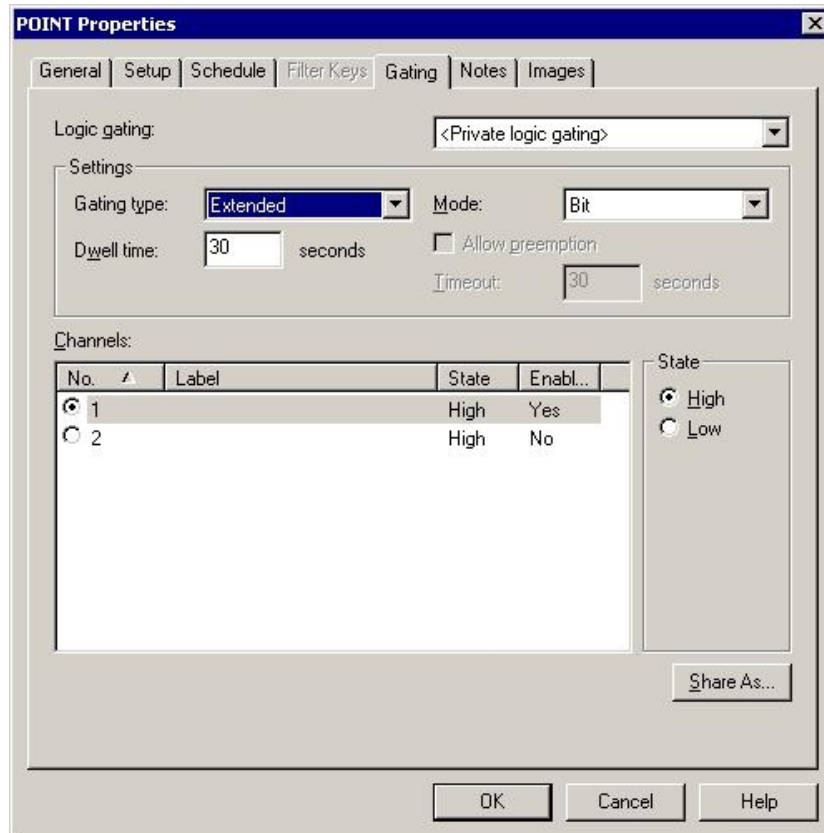 POINT Properties
General Setup Schedule Filter Keys Gating Notes Images
Logic gating: <Private logic gating>
Settings
Gating type: Extended Mode: Bit
Dwell time: 30 seconds Allow preemption
Timeout: 30 seconds
Channels:
No. Label State Enabl...
1 High Yes
2 High No
State
High
Low
Share As...
OK Cancel Help